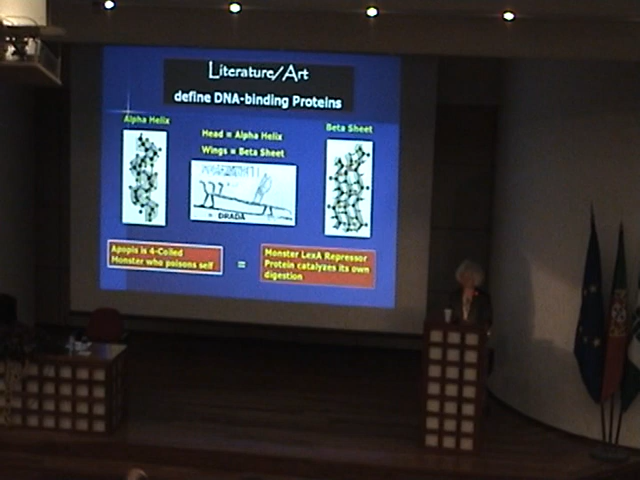 Literature/Art
define DNA-binding Proteins
Alpha Helix
Head = Alpha Helix
Wings = Beta Sheet
Beta Sheet
= DRADA
Apopis is 4-Coiled
Monster who poisons self
=
Monster LexA Repressor
Protein catalyzes its own
digestion